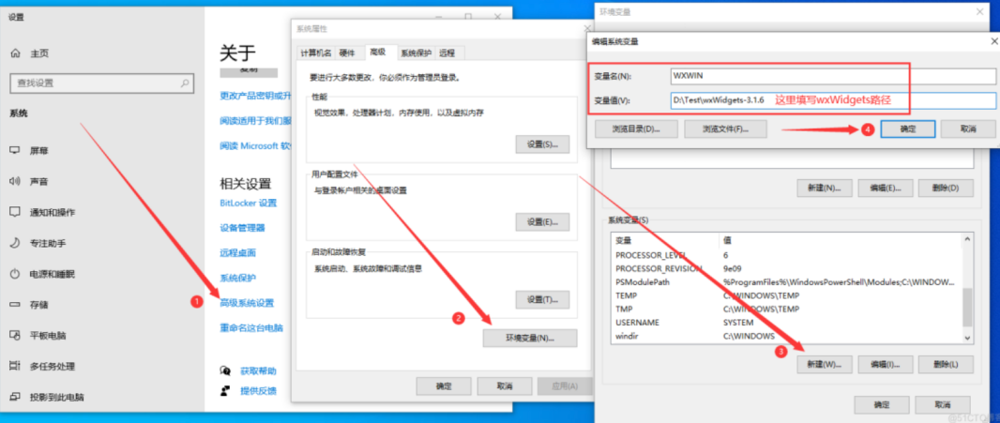 设置
主页
查找设置
系统
屏幕
声音
通知和操作
专注助手
电源和睡眠
存储
平板电脑
多任务处理
投影到此电脑
关于
复制
更改产品密钥或升
阅读适用于我们服
阅读 Microsoft 软
相关设置
BitLocker 设置
设备管理器
远程桌面
系统保护
1
高级系统设置
重命名这台电脑
获取帮助
提供反馈
系统属性
计算机名 硬件 高级 系统保护 远程
要进行大多数更改，你必须作为管理员登录。
性能
视觉效果，处理器计划，内存使用，以及虚拟内存
设置(S)...
用户配置文件
与登录帐户相关的桌面设置
设置(E)...
启动和故障恢复
系统启动、系统故障和调试信息
设置(T)...
2
环境变量(N)...
确定 取消 应用(A)
环境变量
编辑系统变量
变量名(N): WXWIN
变量值(V): D:\Test\wxWidgets-3.1.6 这里填写wxWidgets路径
浏览目录(D)... 浏览文件(F)... 4 确定 取消
新建(N)... 编辑(E)... 删除(D)
系统变量(S)
变量 值
PROCESSOR_LEVEL 6
PROCESSOR_REVISION 9e09
PSModulePath %ProgramFiles%\WindowsPowerShell\Modules;C:\WINDOW...
TEMP C:\WINDOWS\TEMP
TMP C:\WINDOWS\TEMP
USERNAME SYSTEM
windir C:\WINDOWS
3 新建(W)... 编辑(I)... 删除(L)
确定 取消
@51CTO博客